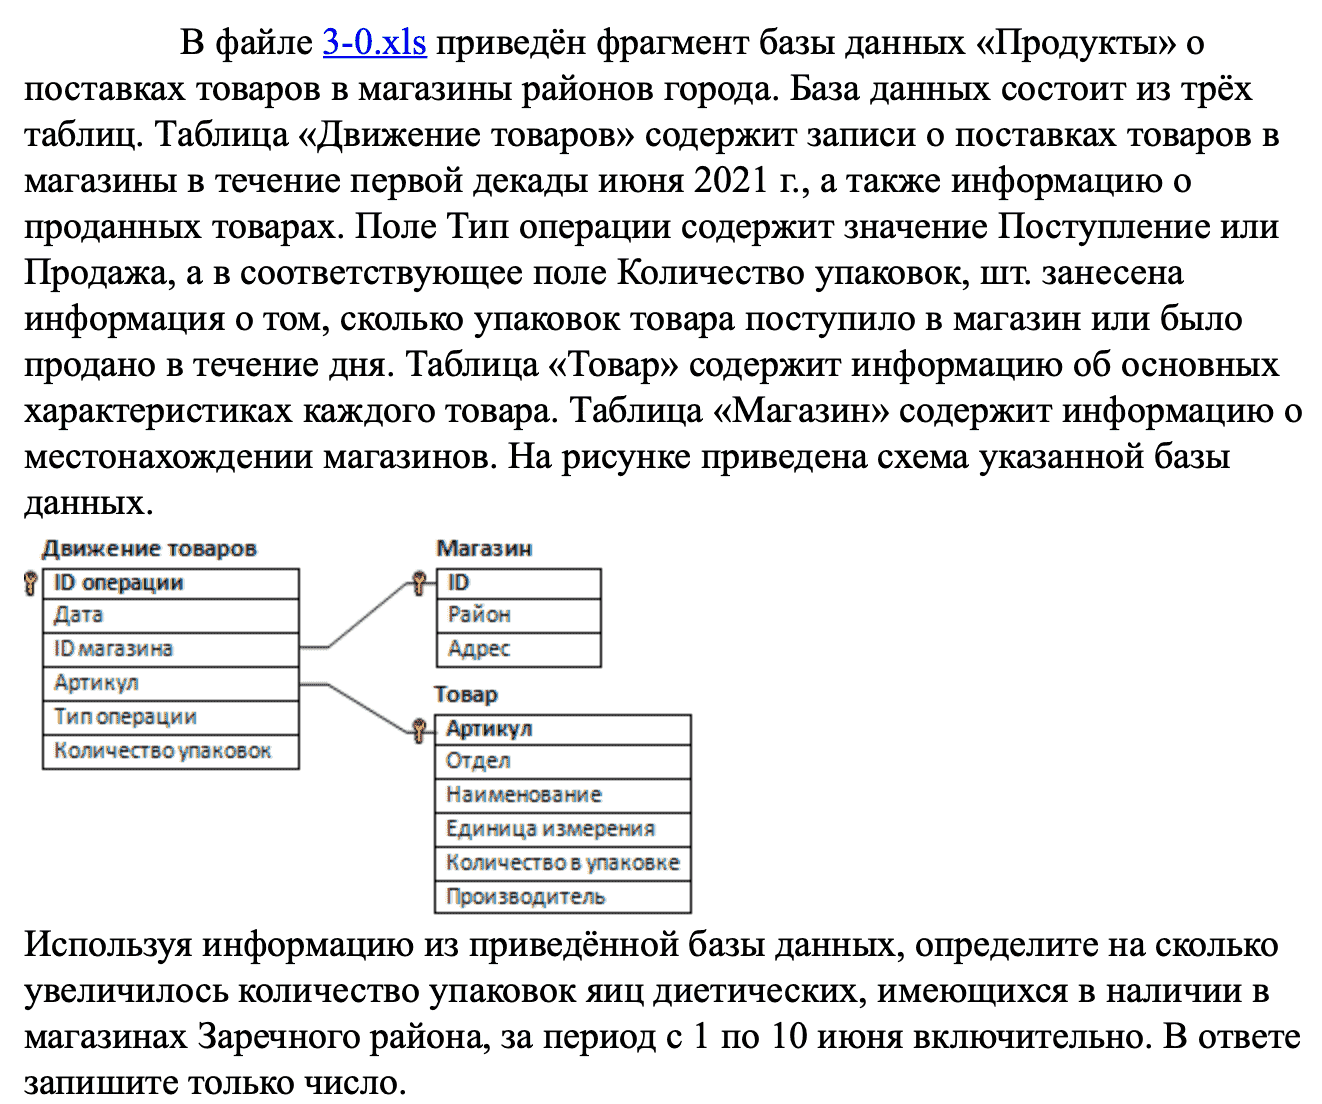 В файле 3-0.xls приведён фрагмент базы данных «Продукты» о
поставках товаров в магазины районов города. База данных состоит из трёх
таблиц. Таблица «Движение товаров» содержит записи о поставках товаров в
магазины в течение первой декады июня 2021 г., а также информацию о
проданных товарах. Поле Тип операции содержит значение Поступление или
Продажа, а в соответствующее поле Количество упаковок, шт. занесена
информация о том, сколько упаковок товара поступило в магазин или было
продано в течение дня. Таблица «Товар» содержит информацию об основных
характеристиках каждого товара. Таблица «Магазин» содержит информацию о
местонахождении магазинов. На рисунке приведена схема указанной базы
данных.
Движение товаров
ID операции
Дата
ID магазина
Артикул
Тип операции
Количество упаковок
Магазин
ID
Район
Адрес
Товар
Артикул
Отдел
Наименование
Единица измерения
Количество в упаковке
Производитель
Используя информацию из приведённой базы данных, определите на сколько
увеличилось количество упаковок яиц диетических, имеющихся в наличии в
магазинах Заречного района, за период с 1 по 10 июня включительно. В ответе
запишите только число.